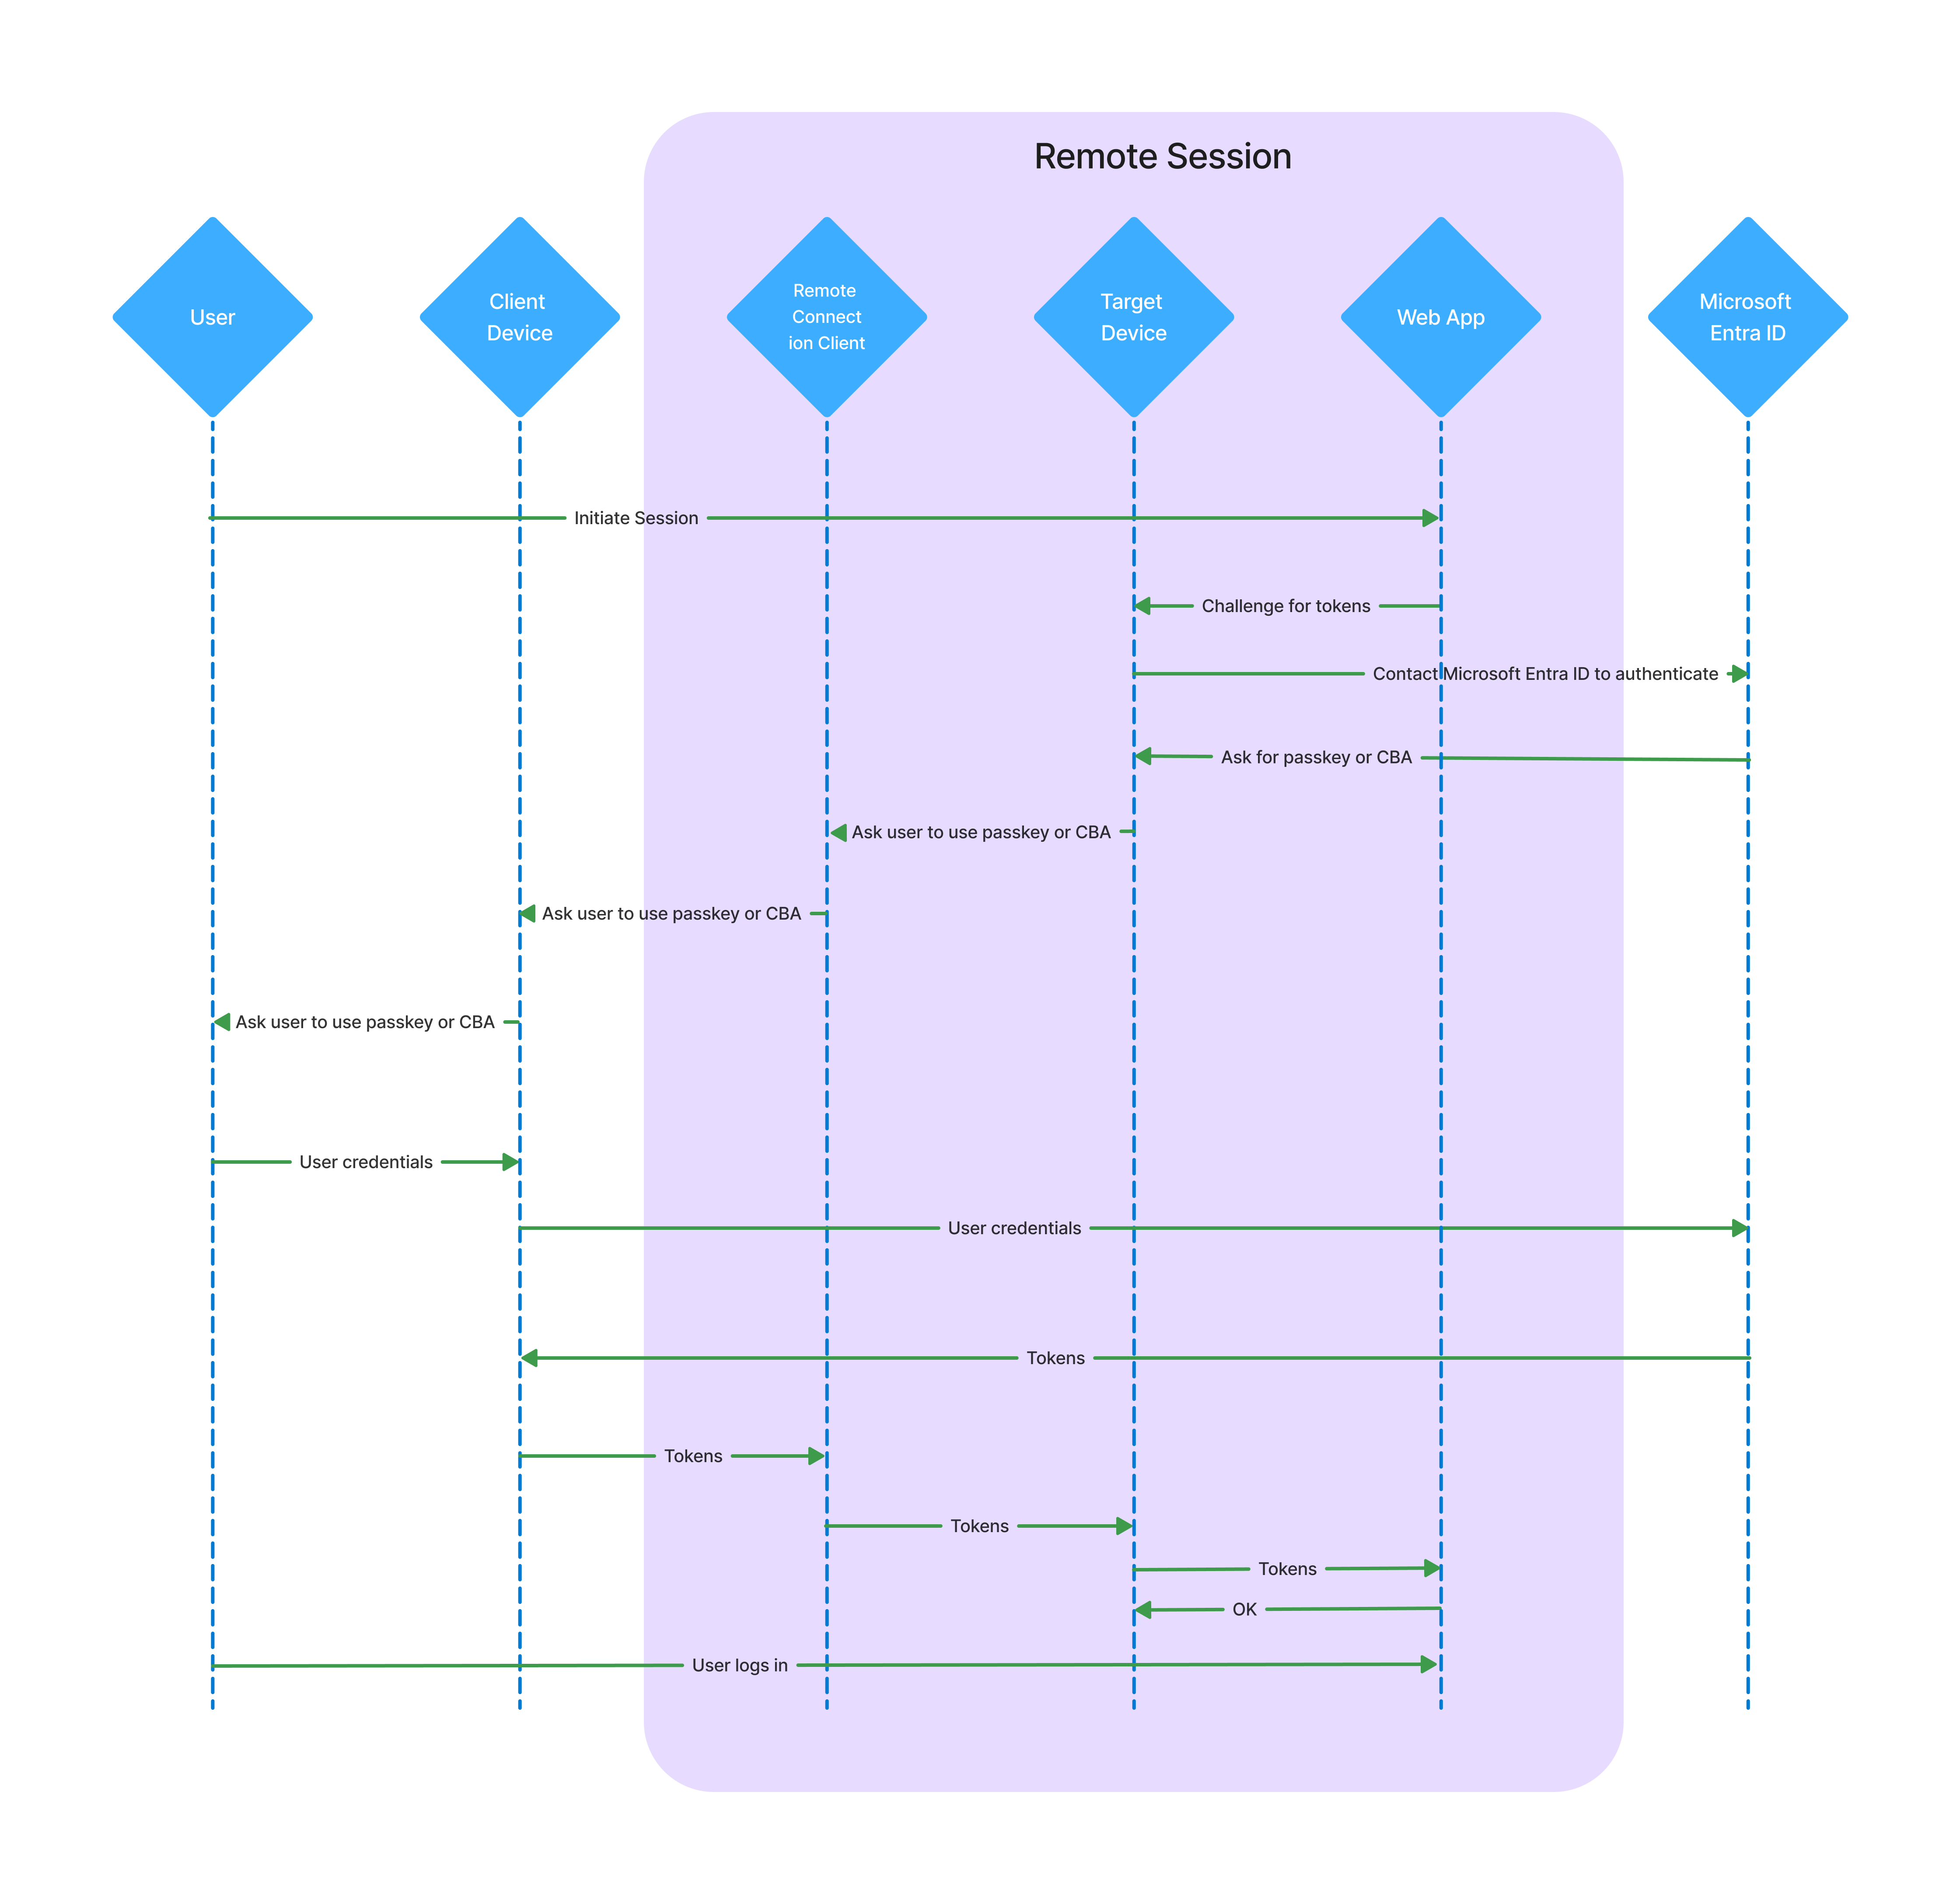 Remote Session
User
Client
Device
Remote
Connect
ion Client
Target
Device
Web App
Microsoft
Entra ID
Initiate Session
Challenge for tokens
Contact Microsoft Entra ID to authenticate
Ask for passkey or CBA
Ask user to use passkey or CBA
Ask user to use passkey or CBA
Ask user to use passkey or CBA
User credentials
User credentials
Tokens
Tokens
Tokens
Tokens
OK
User logs in